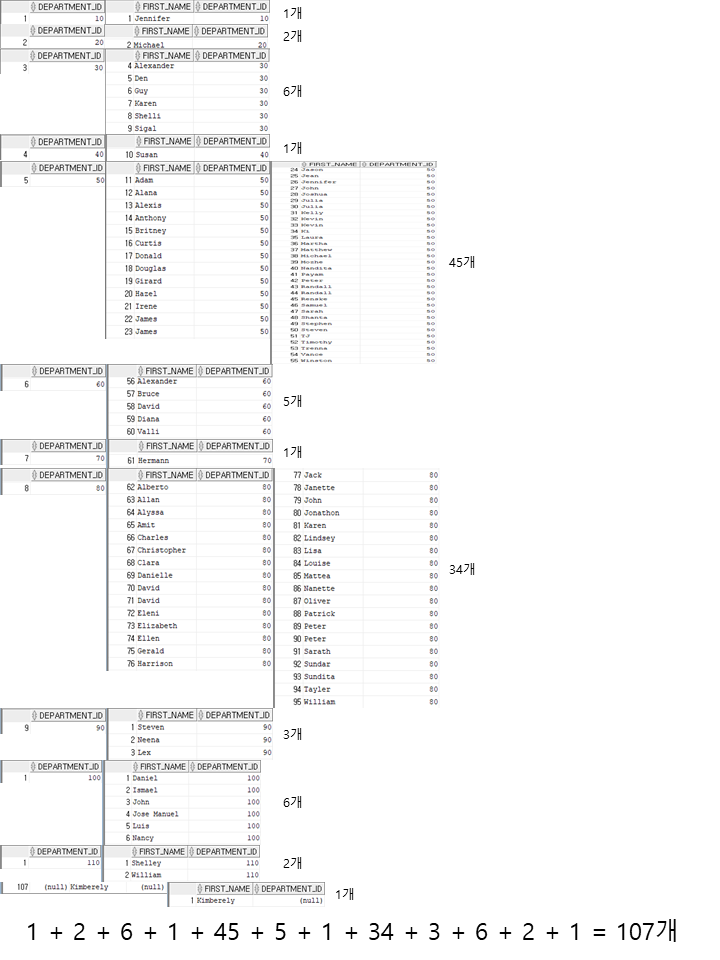 DEPARTMENT_ID FIRST_NAME DEPARTMENT_ID
1 10 1 Jennifer 10 1개
DEPARTMENT_ID FIRST_NAME DEPARTMENT_ID
2 20 2 Michael 20 2개
DEPARTMENT_ID FIRST_NAME DEPARTMENT_ID
3 30 4 Alexander 30
5 Den 30
6 Guy 30 6개
7 Karen 30
8 Shelli 30
9 Sigal 30
DEPARTMENT_ID FIRST_NAME DEPARTMENT_ID
4 40 10 Susan 40 1개
DEPARTMENT_ID FIRST_NAME DEPARTMENT_ID
5 50 11 Adam 50
12 Alana 50
13 Alexis 50
14 Anthony 50
15 Britney 50
16 Curtis 50
17 Donald 50
18 Douglas 50
19 Girard 50
20 Hazel 50
21 Irene 50
22 James 50
23 James 50
FIRST_NAME DEPARTMENT_ID
24 Jason 50
25 Jean 50
26 Jennifer 50
27 John 50
28 Joshua 50
29 Julia 50
30 Julia 50
31 Kelly 50
32 Kevin 50
33 Kevin 50
34 Ki 50
35 Laura 50
36 Martha 50
37 Matthew 50
38 Michael 50
39 Mozhe 50
40 Nandita 50
41 Payam 50
42 Peter 50
43 Randall 50
44 Randall 50
45 Renske 50
46 Samuel 50
47 Sarah 50
48 Shanta 50
49 Stephen 50
50 Steven 50
51 TJ 50
52 Timothy 50
53 Trenna 50
54 Vance 50
55 Winston 50
45개
DEPARTMENT_ID FIRST_NAME DEPARTMENT_ID
6 60 56 Alexander 60
57 Bruce 60
58 David 60 5개
59 Diana 60
60 Valli 60
DEPARTMENT_ID FIRST_NAME DEPARTMENT_ID
7 70 61 Hermann 70 1개
DEPARTMENT_ID FIRST_NAME DEPARTMENT_ID
8 80 62 Alberto 80
63 Allan 80
64 Alyssa 80
65 Amit 80
66 Charles 80
67 Christopher 80
68 Clara 80
69 Danielle 80
70 David 80
71 David 80
72 Eleni 80
73 Elizabeth 80
74 Ellen 80
75 Gerald 80
76 Harrison 80
77 Jack 80
78 Janette 80
79 John 80
80 Jonathon 80
81 Karen 80
82 Lindsey 80
83 Lisa 80
84 Louise 80
85 Mattea 80
86 Nanette 80
87 Oliver 80
88 Patrick 80
89 Peter 80
90 Peter 80
91 Sarath 80
92 Sundar 80
93 Sundita 80
94 Tayler 80
95 William 80
34개
DEPARTMENT_ID FIRST_NAME DEPARTMENT_ID
9 90 1 Steven 90
2 Neena 90 3개
3 Lex 90
DEPARTMENT_ID FIRST_NAME DEPARTMENT_ID
1 100 1 Daniel 100
2 Ismael 100
3 John 100 6개
4 Jose Manuel 100
5 Luis 100
6 Nancy 100
DEPARTMENT_ID FIRST_NAME DEPARTMENT_ID
1 110 1 Shelley 110 2개
2 William 110
107 (null) Kimberely (null) FIRST_NAME DEPARTMENT_ID
1 Kimberely (null) 1개
1 + 2 + 6 + 1 + 45 + 5 + 1 + 34 + 3 + 6 + 2 + 1 = 107개